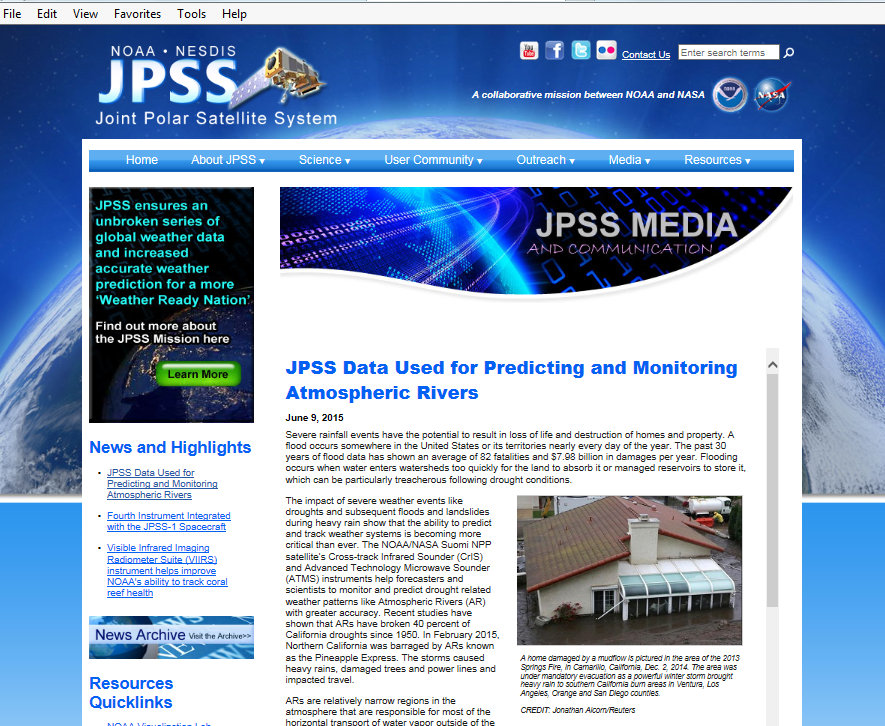 File Edit View Favorites Tools Help
NOAA • NESDIS
JPSS
Joint Polar Satellite System
You Tube
Contact Us
Enter search terms
A collaborative mission between NOAA and NASA
NASA
Home About JPSS Science User Community Outreach Media Resources
JPSS ensures an
unbroken series of
global weather data
and increased
accurate weather
prediction for a more
‘Weather Ready Nation’
Find out more about
the JPSS Mission here
Learn More
News and Highlights
• JPSS Data Used for
Predicting and Monitoring
Atmospheric Rivers
• Fourth Instrument Integrated
with the JPSS-1 Spacecraft
• Visible Infrared Imaging
Radiometer Suite (VIIRS)
instrument helps improve
NOAA's ability to track coral
reef health
News Archive Visit the Archive>>
Resources
Quicklinks
NOAA Visualization Lab
JPSS MEDIA
AND COMMUNICATION
JPSS Data Used for Predicting and Monitoring
Atmospheric Rivers
June 9, 2015
Severe rainfall events have the potential to result in loss of life and destruction of homes and property. A
flood occurs somewhere in the United States or its territories nearly every day of the year. The past 30
years of flood data has shown an average of 82 fatalities and $7.98 billion in damages per year. Flooding
occurs when water enters watersheds too quickly for the land to absorb it or managed reservoirs to store it,
which can be particularly treacherous following drought conditions.
The impact of severe weather events like
droughts and subsequent floods and landslides
during heavy rain show that the ability to predict
and track weather systems is becoming more
critical than ever. The NOAA/NASA Suomi NPP
satellite's Cross-track Infrared Sounder (CrIS)
and Advanced Technology Microwave Sounder
(ATMS) instruments help forecasters and
scientists to monitor and predict drought related
weather patterns like Atmospheric Rivers (AR)
with greater accuracy. Recent studies have
shown that ARs have broken 40 percent of
California droughts since 1950. In February 2015,
Northern California was barraged by ARs known
as the Pineapple Express. The storms caused
heavy rains, damaged trees and power lines and
impacted travel.
ARs are relatively narrow regions in the
atmosphere that are responsible for most of the
horizontal transport of water vapor outside of the
A home damaged by a mudflow is pictured in the area of the 2013
Springs Fire, in Camarillo, California, Dec. 2, 2014. The area was
under mandatory evacuation as a powerful winter storm brought
heavy rain to southern California burn areas in Ventura, Los
Angeles, Orange and San Diego counties.
CREDIT: Jonathan Alcorn/Reuters